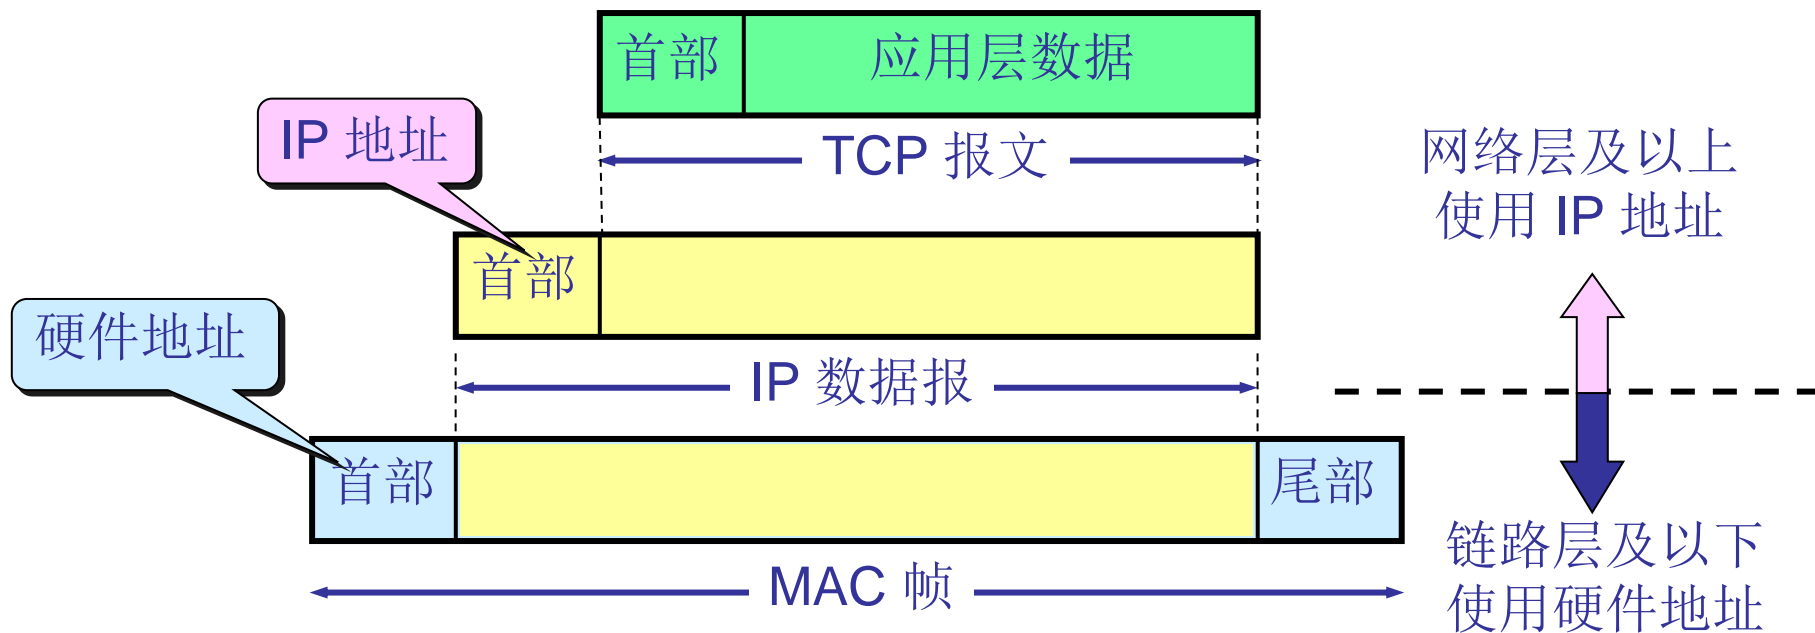 首部
应用层数据
IP 地址
TCP 报文
网络层及以上
使用 IP 地址
首部
硬件地址
IP 数据报
首部
尾部
链路层及以下
使用硬件地址
MAC 帧